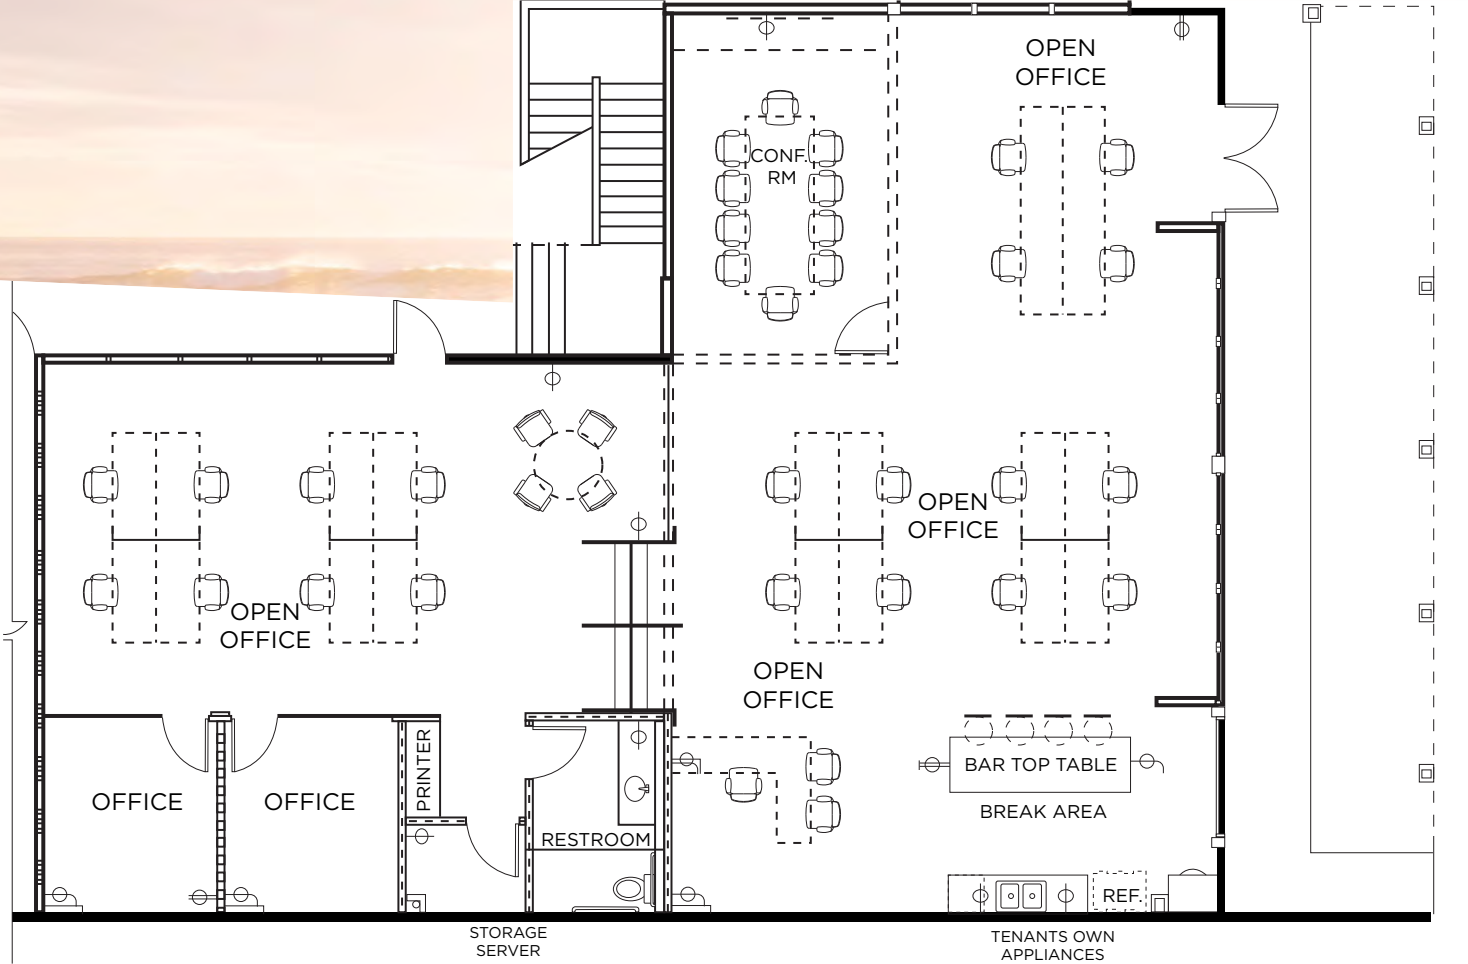 OPEN
OFFICE
CONF.
RM
OPEN
OFFICE
OPEN
OFFICE
OPEN
OFFICE
PRINTER
BAR TOP TABLE
OFFICE
OFFICE
BREAK AREA
RESTROOM
REF.
STORAGE
SERVER
TENANTS OWN
APPLIANCES